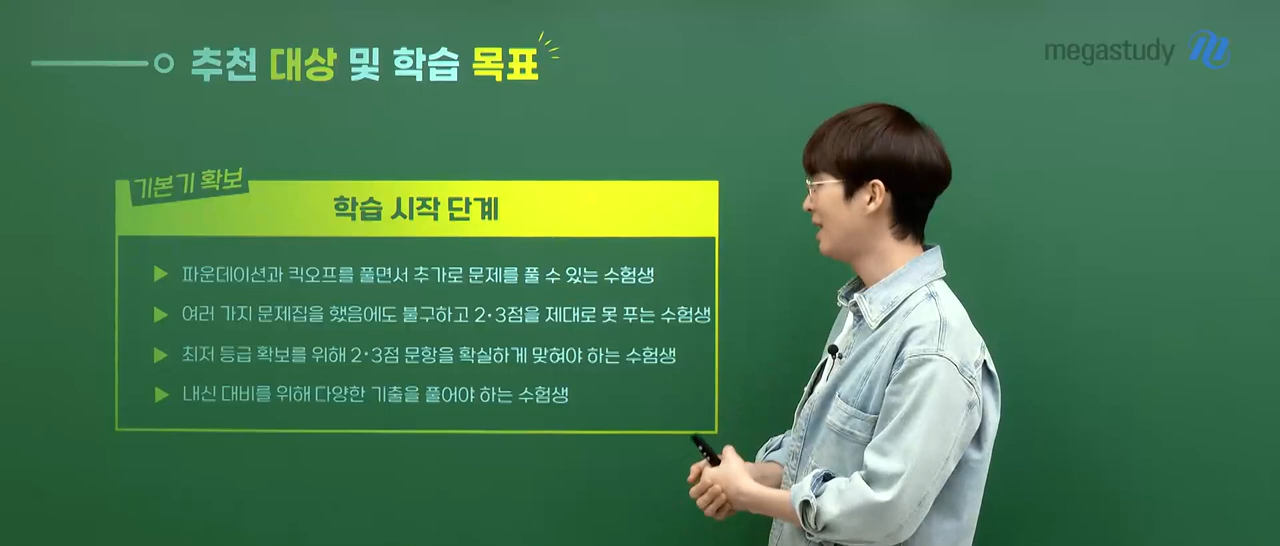 추천 대상 및 학습 목표
megastudy
기본기 확보
학습 시작 단계
파운데이션과 킥오프를 풀면서 추가로 문제를 풀 수 있는 수험생
여러 가지 문제집을 했음에도 불구하고 2·3점을 제대로 못 푸는 수험생
최저 등급 확보를 위해 2·3점 문항을 확실하게 맞혀야 하는 수험생
내신 대비를 위해 다양한 기출을 풀어야 하는 수험생